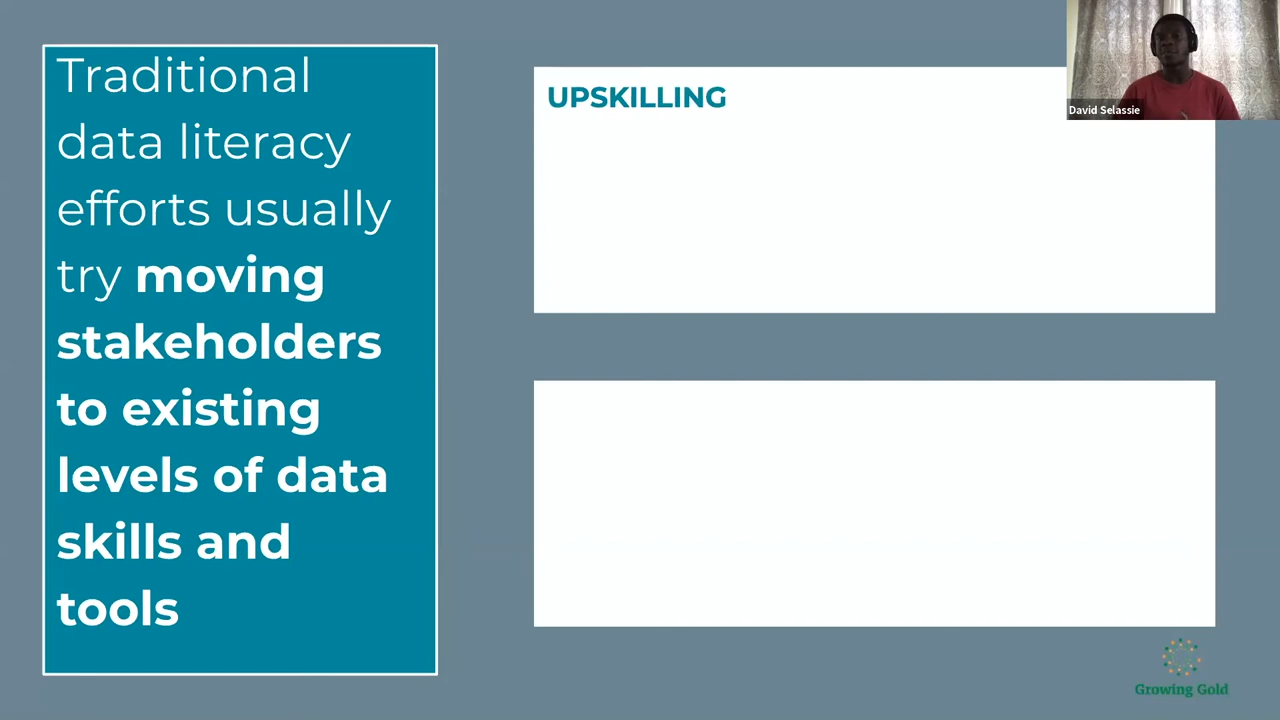 Traditional
data literacy
efforts usually
try moving
stakeholders
to existing
levels of data
skills and
tools
UPSKILLING
David Selassie
Growing Gold